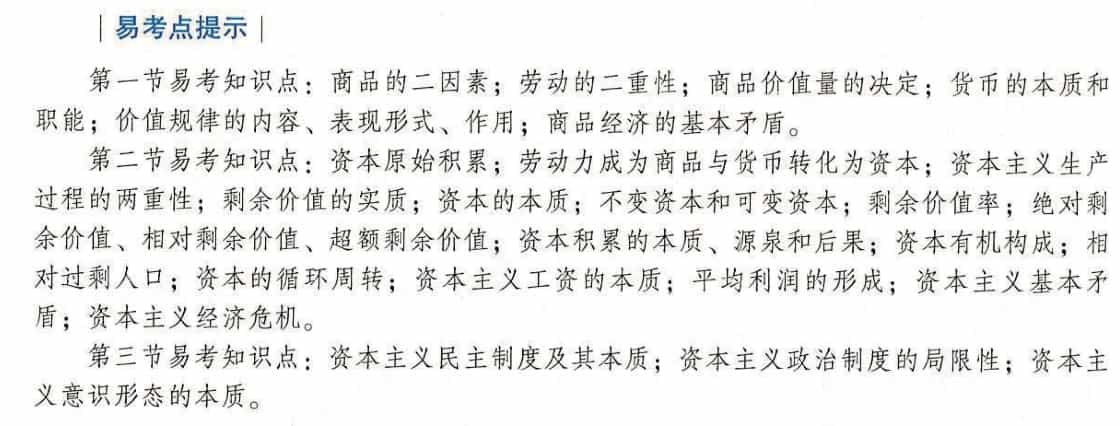 | 易考点提示 |
第一节易考知识点：商品的二因素；劳动的二重性；商品价值量的决定；货币的本质和
职能；价值规律的内容、表现形式、作用；商品经济的基本矛盾。
第二节易考知识点：资本原始积累；劳动力成为商品与货币转化为资本；资本主义生产
过程的两重性；剩余价值的实质；资本的本质；不变资本和可变资本；剩余价值率；绝对剩
余价值、相对剩余价值、超额剩余价值；资本积累的本质、源泉和后果；资本有机构成；相
对过剩人口；资本的循环周转；资本主义工资的本质；平均利润的形成；资本主义基本矛
盾；资本主义经济危机。
第三节易考知识点：资本主义民主制度及其本质；资本主义政治制度的局限性；资本主
义意识形态的本质。